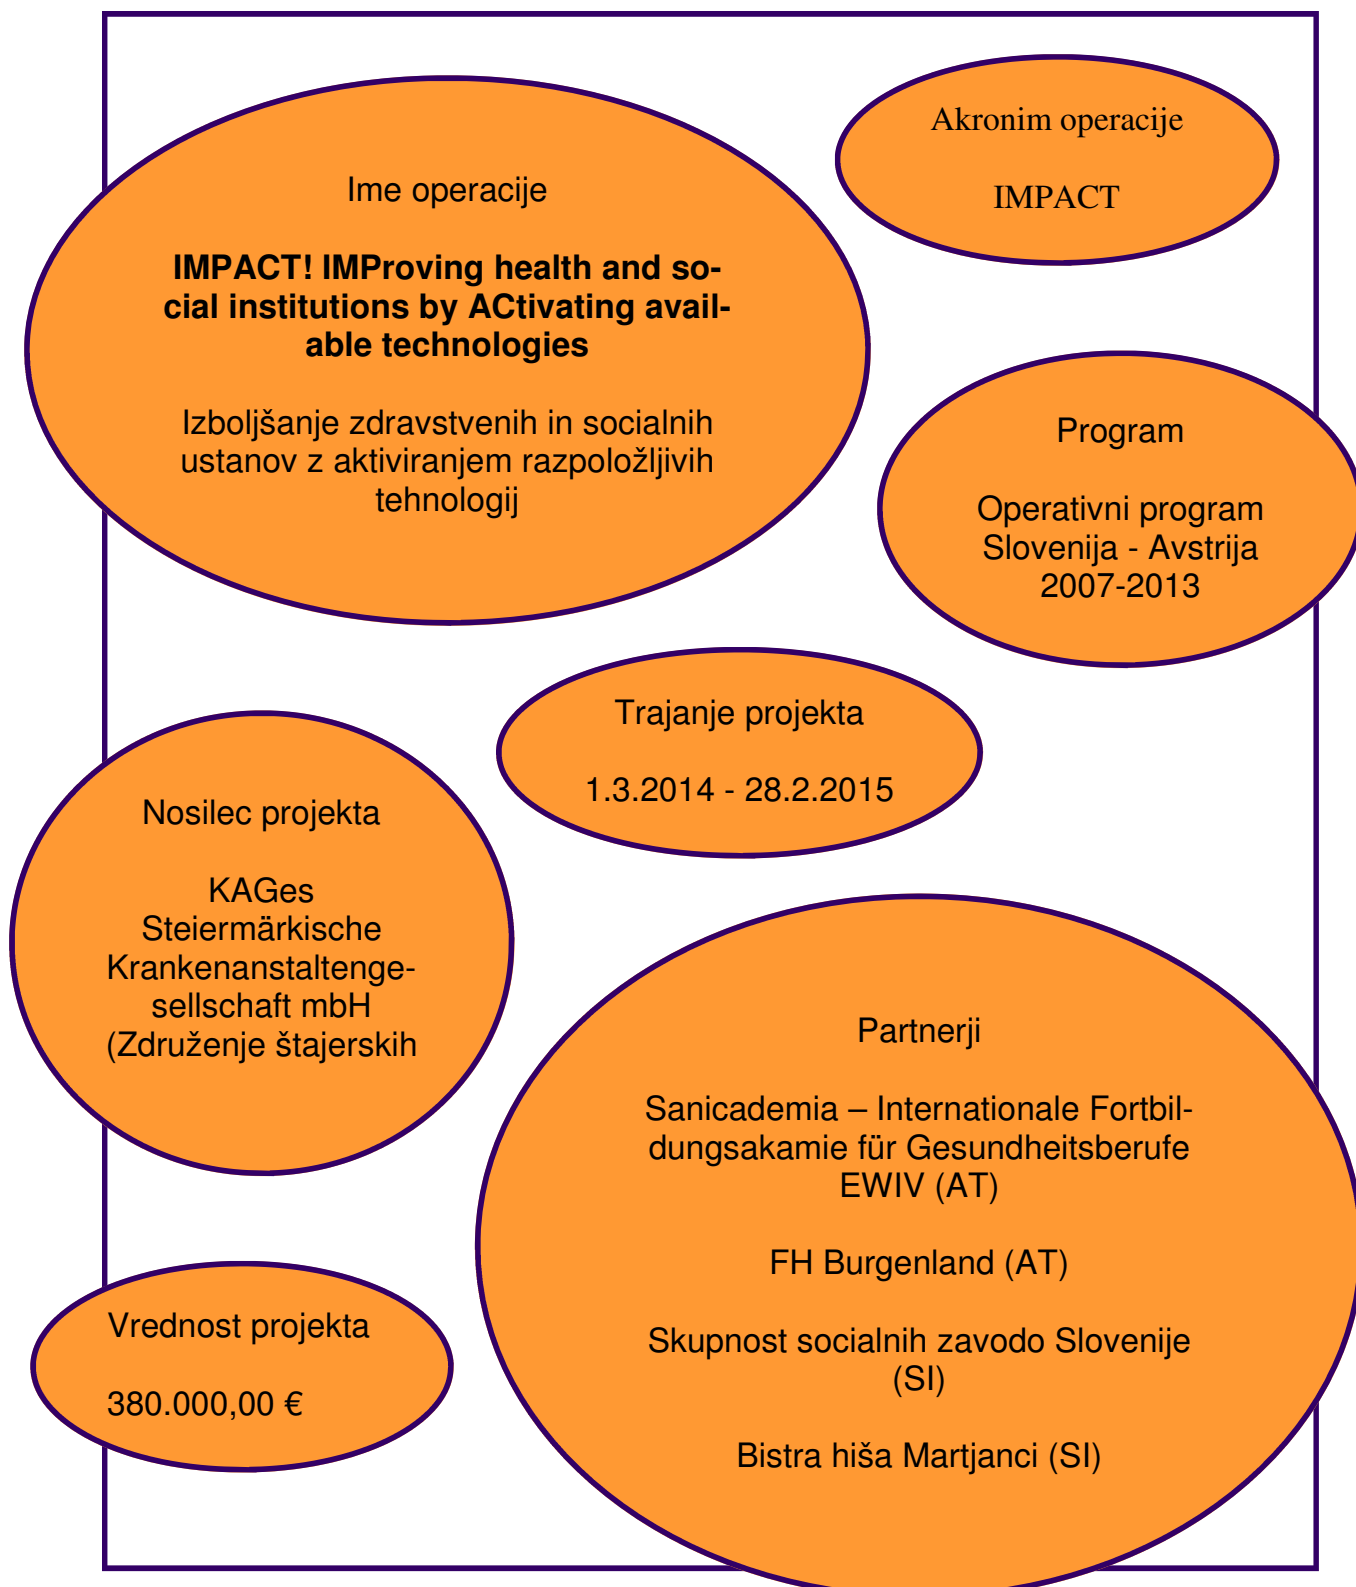 Ime operacije
IMPACT! IMProving health and so-
cial institutions by ACtivating avail-
able technologies
Izboljšanje zdravstvenih in socialnih
ustanov z aktiviranjem razpoložljivih
tehnologij
Akronim operacije
IMPACT
Program
Operativni program
Slovenija - Avstrija
2007-2013
Trajanje projekta
1.3.2014 - 28.2.2015
Nosilec projekta
KAGes
Steiermärkische
Krankenanstaltenge-
sellschaft mbH
(Združenje štajerskih
Partnerji
Sanicademia – Internationale Fortbil-
dungsakamie für Gesundheitsberufe
EWIV (AT)
FH Burgenland (AT)
Skupnost socialnih zavodo Slovenije
(SI)
Bistra hiša Martjanci (SI)
Vrednost projekta
380.000,00 €